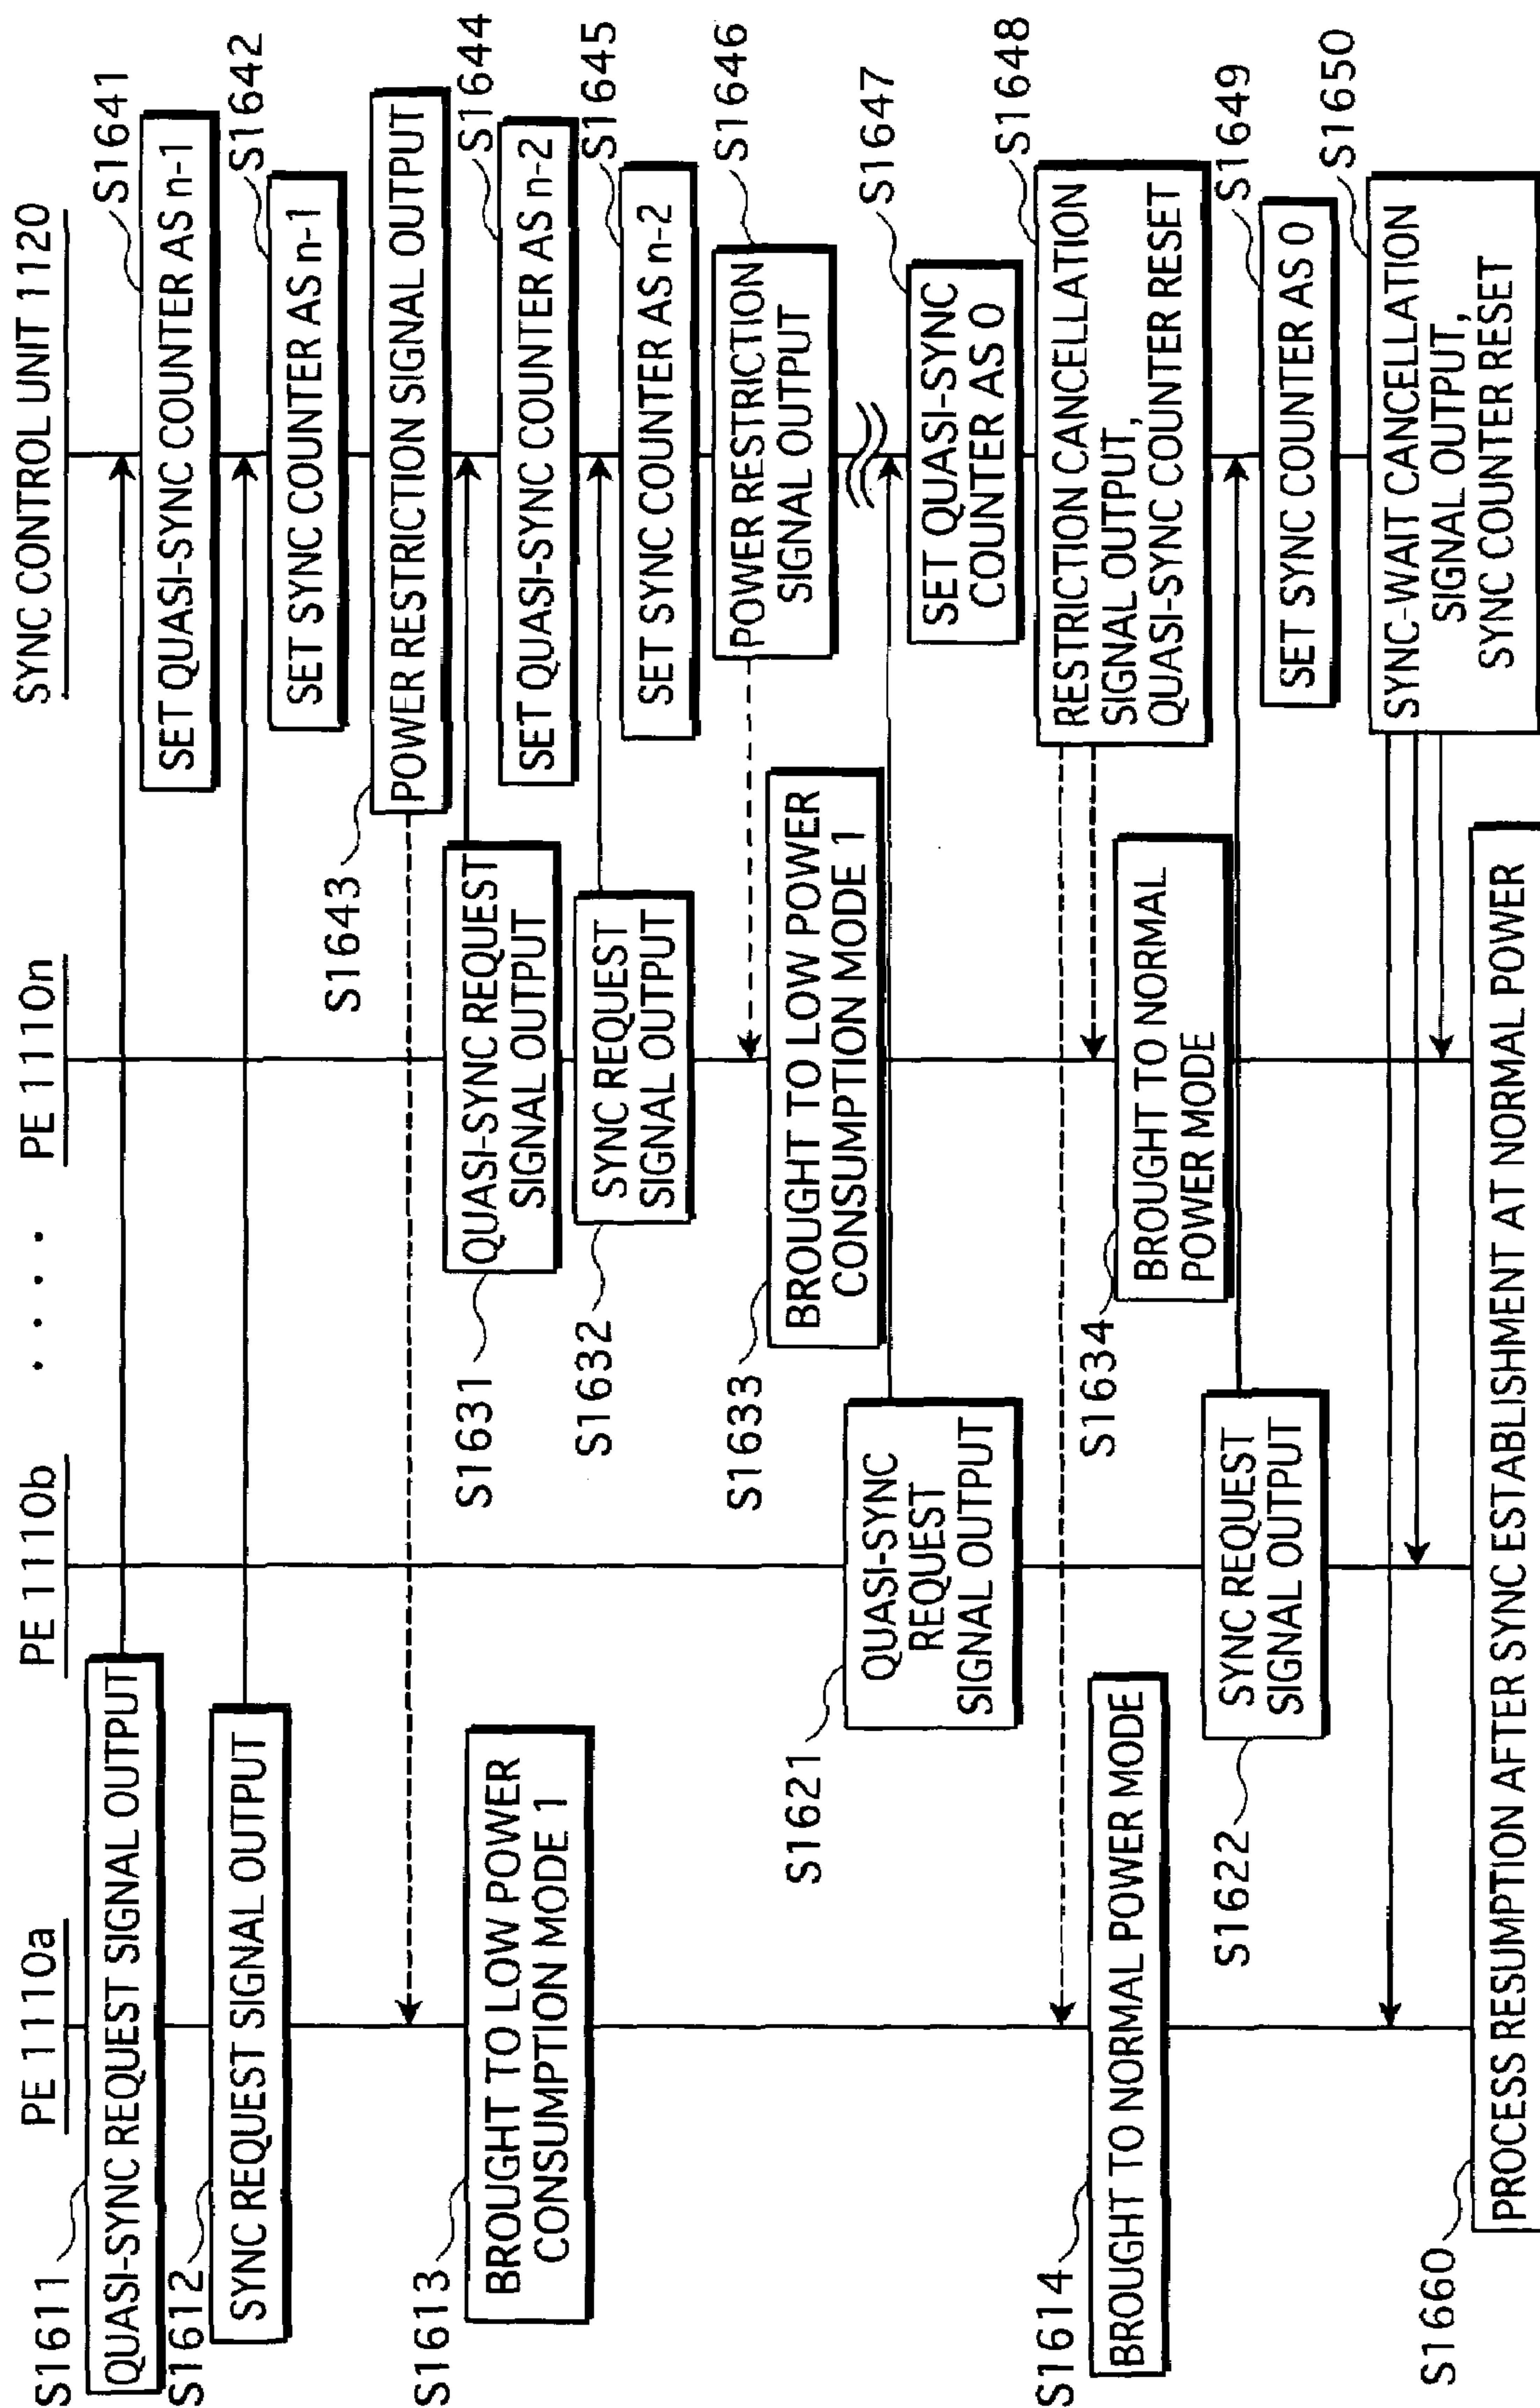 PE 1110a
PE 1110b
. . . .
PE 1110n
SYNC CONTROL UNIT 1120
S1611
QUASI-SYNC REQUEST SIGNAL OUTPUT
S1641
SET QUASI-SYNC COUNTER AS n-1
S1612
SYNC REQUEST SIGNAL OUTPUT
S1642
SET SYNC COUNTER AS n-1
S1643
POWER RESTRICTION SIGNAL OUTPUT
S1613
BROUGHT TO LOW POWER
CONSUMPTION MODE 1
S1631
QUASI-SYNC REQUEST
SIGNAL OUTPUT
S1644
SET QUASI-SYNC COUNTER AS n-2
S1632
SYNC REQUEST
SIGNAL OUTPUT
S1645
SET SYNC COUNTER AS n-2
S1646
POWER RESTRICTION
SIGNAL OUTPUT
S1633
BROUGHT TO LOW POWER
CONSUMPTION MODE 1
S1621
QUASI-SYNC
REQUEST
SIGNAL OUTPUT
S1647
SET QUASI-SYNC
COUNTER AS 0
S1648
RESTRICTION CANCELLATION
SIGNAL OUTPUT,
QUASI-SYNC COUNTER RESET
S1614
BROUGHT TO NORMAL POWER MODE
S1634
BROUGHT TO NORMAL
POWER MODE
S1622
SYNC REQUEST
SIGNAL OUTPUT
S1649
SET SYNC COUNTER AS 0
S1650
SYNC-WAIT CANCELLATION
SIGNAL OUTPUT,
SYNC COUNTER RESET
S1660
PROCESS RESUMPTION AFTER SYNC ESTABLISHMENT AT NORMAL POWER